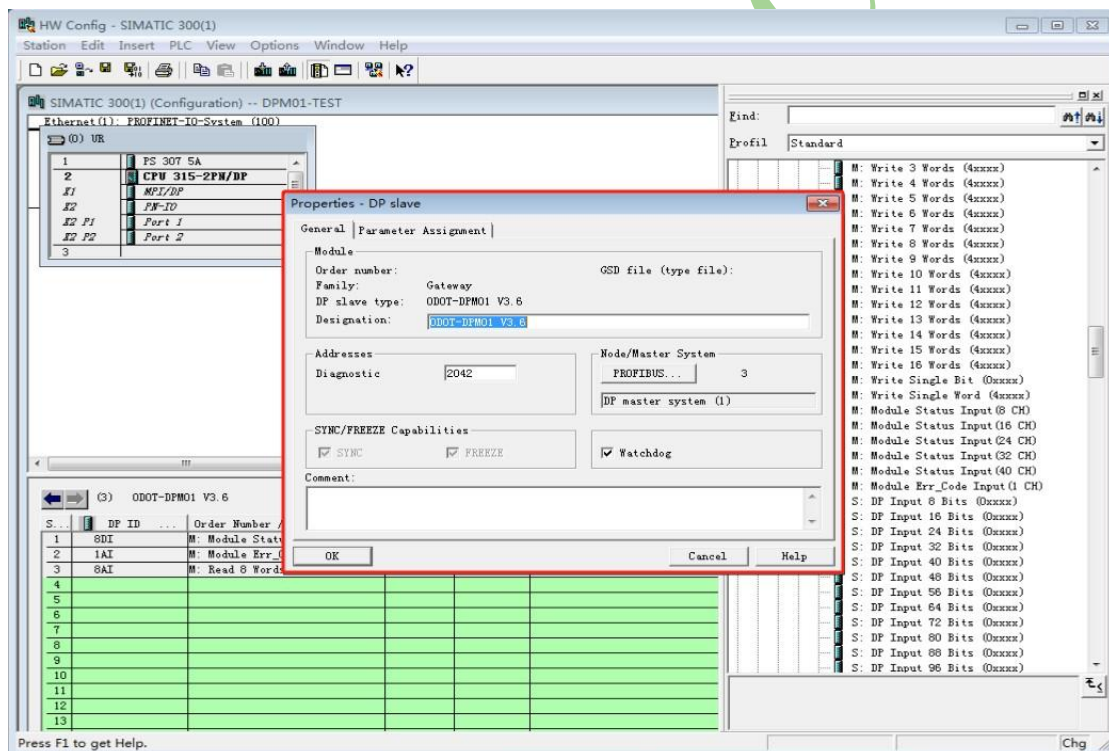 HW Config - SIMATIC 300(1)
Station Edit Insert PLC View Options Window Help
SIMATIC 300(1) (Configuration) -- DPM01-TEST
Ethernet(1): PROFINET-IO-System (100)
(0) UR
1 PS 307 5A
2 CPU 315-2PN/DP
X1 MPI/DP
X2 PN-IO
X2 P1 Port 1
X2 P2 Port 2
3
Properties - DP slave
General Parameter Assignment
Module
Order number: GSD file (type file):
Family: Gateway
DP slave type: ODOT-DPM01 V3.6
Designation: ODOT-DPM01 V3.6
Addresses
Diagnostic 2042
Node/Master System
PROFIBUS... 3
DP master system (1)
SYNC/FREEZE Capabilities
SYNC FREEZE
Watchdog
Comment:
OK Cancel Help
(3) ODOT-DPM01 V3.6
S... DP ID ... Order Number /
1 8DI M: Module Statu
2 1AI M: Module Err_C
3 8AI M: Read 8 Words
4
5
6
7
8
9
10
11
12
13
Find:
Profil Standard
M: Write 3 Words (4xxxx)
M: Write 4 Words (4xxxx)
M: Write 5 Words (4xxxx)
M: Write 6 Words (4xxxx)
M: Write 7 Words (4xxxx)
M: Write 8 Words (4xxxx)
M: Write 9 Words (4xxxx)
M: Write 10 Words (4xxxx)
M: Write 11 Words (4xxxx)
M: Write 12 Words (4xxxx)
M: Write 13 Words (4xxxx)
M: Write 14 Words (4xxxx)
M: Write 15 Words (4xxxx)
M: Write 16 Words (4xxxx)
M: Write Single Bit (0xxxx)
M: Write Single Word (4xxxx)
M: Module Status Input(8 CH)
M: Module Status Input(16 CH)
M: Module Status Input(24 CH)
M: Module Status Input(32 CH)
M: Module Status Input(40 CH)
M: Module Err_Code Input(1 CH)
S: DP Input 8 Bits (0xxxx)
S: DP Input 16 Bits (0xxxx)
S: DP Input 24 Bits (0xxxx)
S: DP Input 32 Bits (0xxxx)
S: DP Input 40 Bits (0xxxx)
S: DP Input 48 Bits (0xxxx)
S: DP Input 56 Bits (0xxxx)
S: DP Input 64 Bits (0xxxx)
S: DP Input 72 Bits (0xxxx)
S: DP Input 80 Bits (0xxxx)
S: DP Input 88 Bits (0xxxx)
S: DP Input 96 Bits (0xxxx)
Press F1 to get Help.
Chg